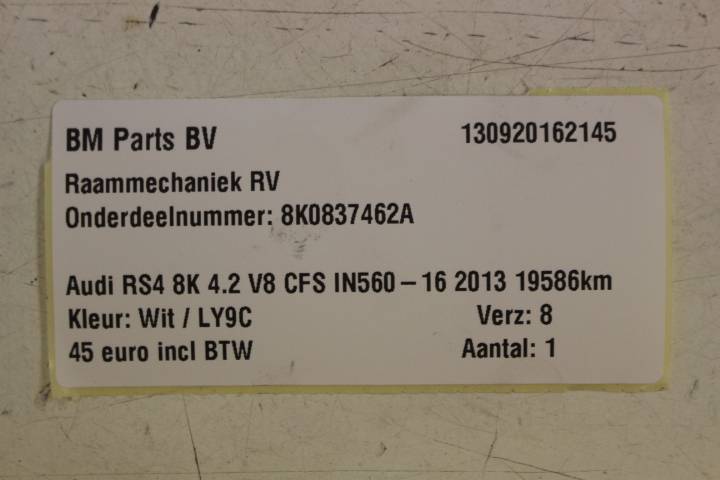 BM Parts BV 130920162145
Raammechaniek RV
Onderdeelnummer: 8K0837462A
Audi RS4 8K 4.2 V8 CFS IN560 – 16 2013 19586km
Kleur: Wit / LY9C Verz: 8
45 euro incl BTW Aantal: 1